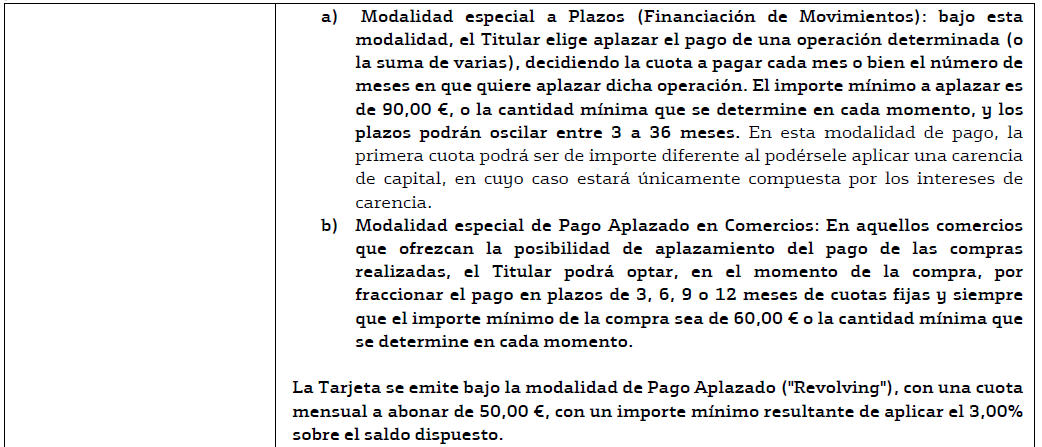 a) Modalidad especial a Plazos (Financiación de Movimientos): bajo esta
modalidad, el Titular elige aplazar el pago de una operación determinada (o
la suma de varias), decidiendo la cuota a pagar cada mes o bien el número de
meses en que quiere aplazar dicha operación. El importe mínimo a aplazar es
de 90,00 €, o la cantidad mínima que se determine en cada momento, y los
plazos podrán oscilar entre 3 a 36 meses. En esta modalidad de pago, la
primera cuota podrá ser de importe diferente al podérsele aplicar una carencia
de capital, en cuyo caso estará únicamente compuesta por los intereses de
carencia.
b) Modalidad especial de Pago Aplazado en Comercios: En aquellos comercios
que ofrezcan la posibilidad de aplazamiento del pago de las compras
realizadas, el Titular podrá optar, en el momento de la compra, por
fraccionar el pago en plazos de 3, 6, 9 o 12 meses de cuotas fijas y siempre
que el importe mínimo de la compra sea de 60,00 € o la cantidad mínima que
se determine en cada momento.
La Tarjeta se emite bajo la modalidad de Pago Aplazado ("Revolving"), con una cuota
mensual a abonar de 50,00 €, con un importe mínimo resultante de aplicar el 3,00%
sobre el saldo dispuesto.